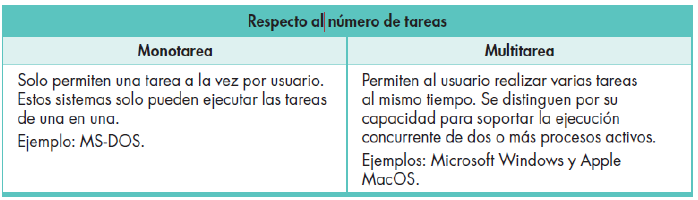 Respecto al número de tareas
Monotarea
Multitarea
Solo permiten una tarea a la vez por usuario.
Estos sistemas solo pueden ejecutar las tareas
de una en una.
Ejemplo: MS-DOS.
Permiten al usuario realizar varias tareas
al mismo tiempo. Se distinguen por su
capacidad para soportar la ejecución
concurrente de dos o más procesos activos.
Ejemplos: Microsoft Windows y Apple
MacOS.